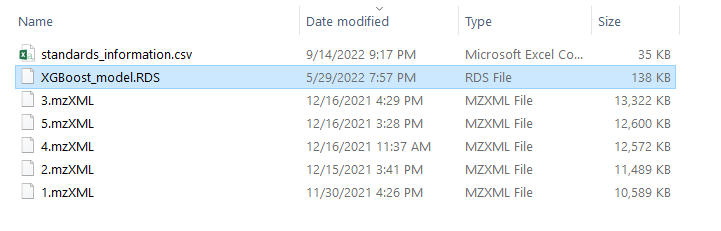 Name Date modified Type Size
standards_information.csv 9/14/2022 9:17 PM Microsoft Excel Co... 35 KB
XGBoost_model.RDS 5/29/2022 7:57 PM RDS File 138 KB
3.mzXML 12/16/2021 4:29 PM MZXML File 13,322 KB
5.mzXML 12/16/2021 3:28 PM MZXML File 12,600 KB
4.mzXML 12/16/2021 11:37 AM MZXML File 12,572 KB
2.mzXML 12/15/2021 3:41 PM MZXML File 11,489 KB
1.mzXML 11/30/2021 4:26 PM MZXML File 10,589 KB